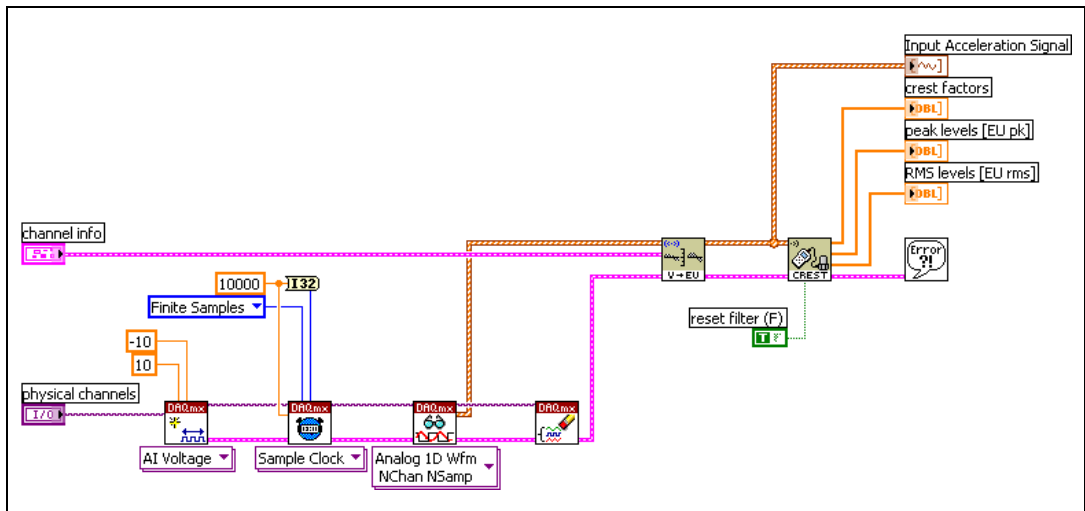 Input Acceleration Signal
crest factors
DBL
peak levels [EU pk]
DBL
RMS levels [EU rms]
DBL
channel info
10000
I32
Finite Samples
V→EU
CREST
Error
?!
reset filter (F)
T
-10
10
physical channels
I/O
DAQmx
DAQmx
DAQmx
DAQmx
AI Voltage
Sample Clock
Analog 1D Wfm
NChan NSamp